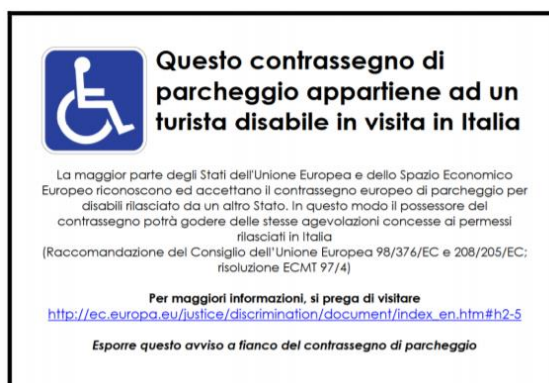 Questo contrassegno di
parcheggio appartiene ad un
turista disabile in visita in Italia
La maggior parte degli Stati dell'Unione Europea e dello Spazio Economico
Europeo riconoscono ed accettano il contrassegno europeo di parcheggio per
disabili rilasciato da un altro Stato. In questo modo il possessore del
contrassegno potrà godere delle stesse agevolazioni concesse ai permessi
rilasciati in Italia
(Raccomandazione del Consiglio dell'Unione Europea 98/376/EC e 208/205/EC;
risoluzione ECMT 97/4)
Per maggiori informazioni, si prega di visitare
http://ec.europa.eu/justice/discrimination/document/index_en.htm#h2-5
Esporre questo avviso a fianco del contrassegno di parcheggio